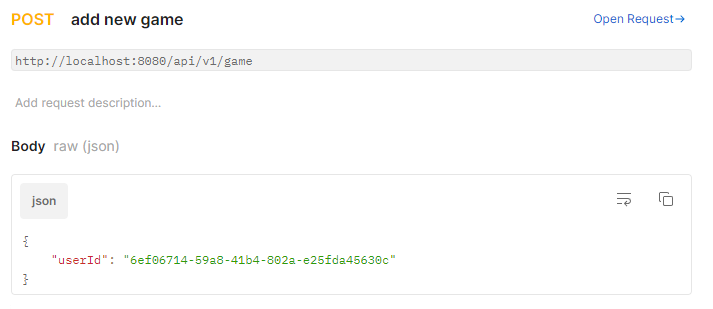 POST add new game Open Request→
http://localhost:8080/api/v1/game
Add request description…
Body raw (json)
json
{
    "userId": "6ef06714-59a8-41b4-802a-e25fda45630c"
}